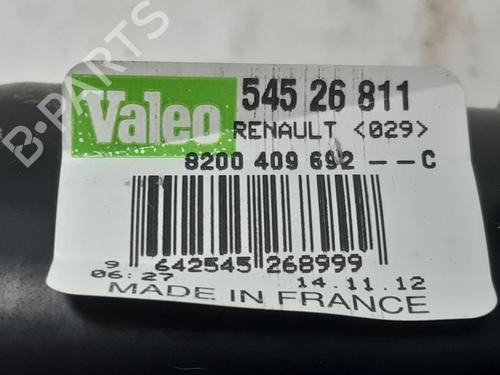 B-PARTS
Valeo
545 26 811
RENAULT <029>
8200 409 692 -- C
9 642545 268999
06:27
14.11.12
MADE IN FRANCE